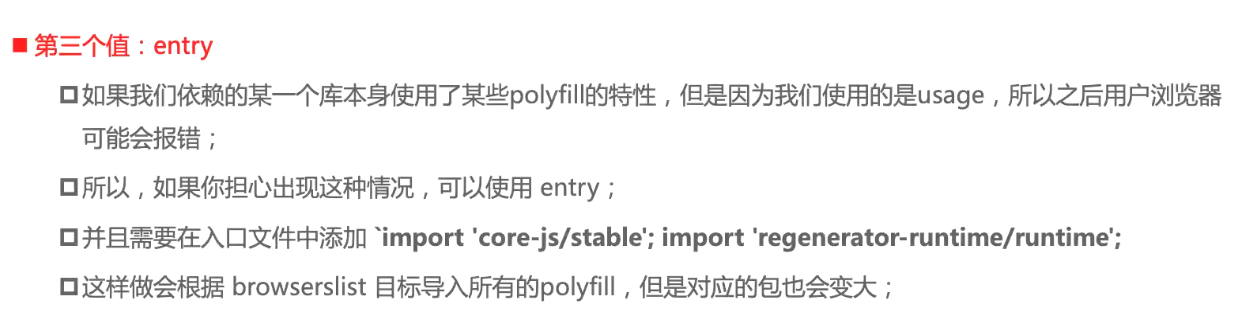 第三个值：entry
如果我们依赖的某一个库本身使用了某些polyfill的特性，但是因为我们使用的是usage，所以之后用户浏览器
可能会报错；
所以，如果你担心出现这种情况，可以使用 entry；
并且需要在入口文件中添加 `import 'core-js/stable'; import 'regenerator-runtime/runtime';
这样做会根据 browserslist 目标导入所有的polyfill，但是对应的包也会变大；